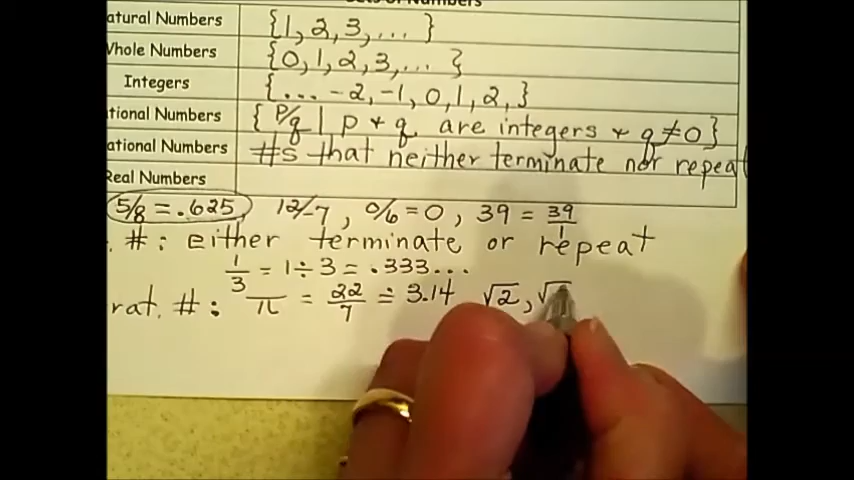 Sets of Numbers
atural Numbers {1, 2, 3, ... }
Whole Numbers {0, 1, 2, 3, ... }
Integers {... -2, -1, 0, 1, 2, }
tional Numbers { P/q | p + q are integers + q ≠ 0}
ational Numbers #s that neither terminate nor repeat
Real Numbers
5/8 = .625 12/-7 , 0/6 = 0 , 39 = 39/1
. #: either terminate or repeat
1/3 = 1 ÷ 3 = .333...
rat. #: π = 22/7 ≐ 3.14 √2, √